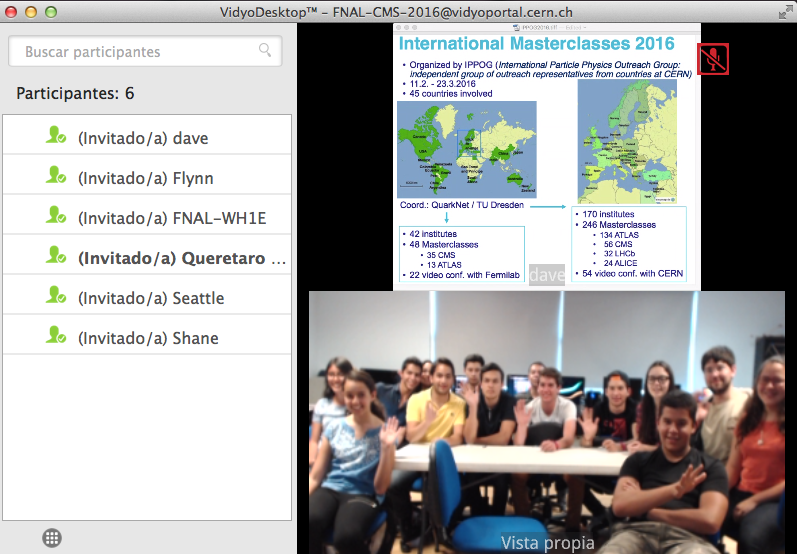 VidyoDesktop™ – FNAL-CMS-2016@vidyoportal.cern.ch
Buscar participantes
Participantes: 6
(Invitado/a) dave
(Invitado/a) Flynn
(Invitado/a) FNAL-WH1E
(Invitado/a) Queretaro ...
(Invitado/a) Seattle
(Invitado/a) Shane
International Masterclasses 2016
• Organized by IPPOG (International Particle Physics Outreach Group:
independent group of outreach representatives from countries at CERN)
• 11.2. - 23.3.2016
• 45 countries involved
Coord.: QuarkNet / TU Dresden
• 42 institutes
• 48 Masterclasses
• 35 CMS
• 13 ATLAS
• 22 video conf. with Fermilab
• 170 institutes
• 246 Masterclasses
• 134 ATLAS
• 56 CMS
• 32 LHCb
• 24 ALICE
• 54 video conf. with CERN
dave
Vista propia